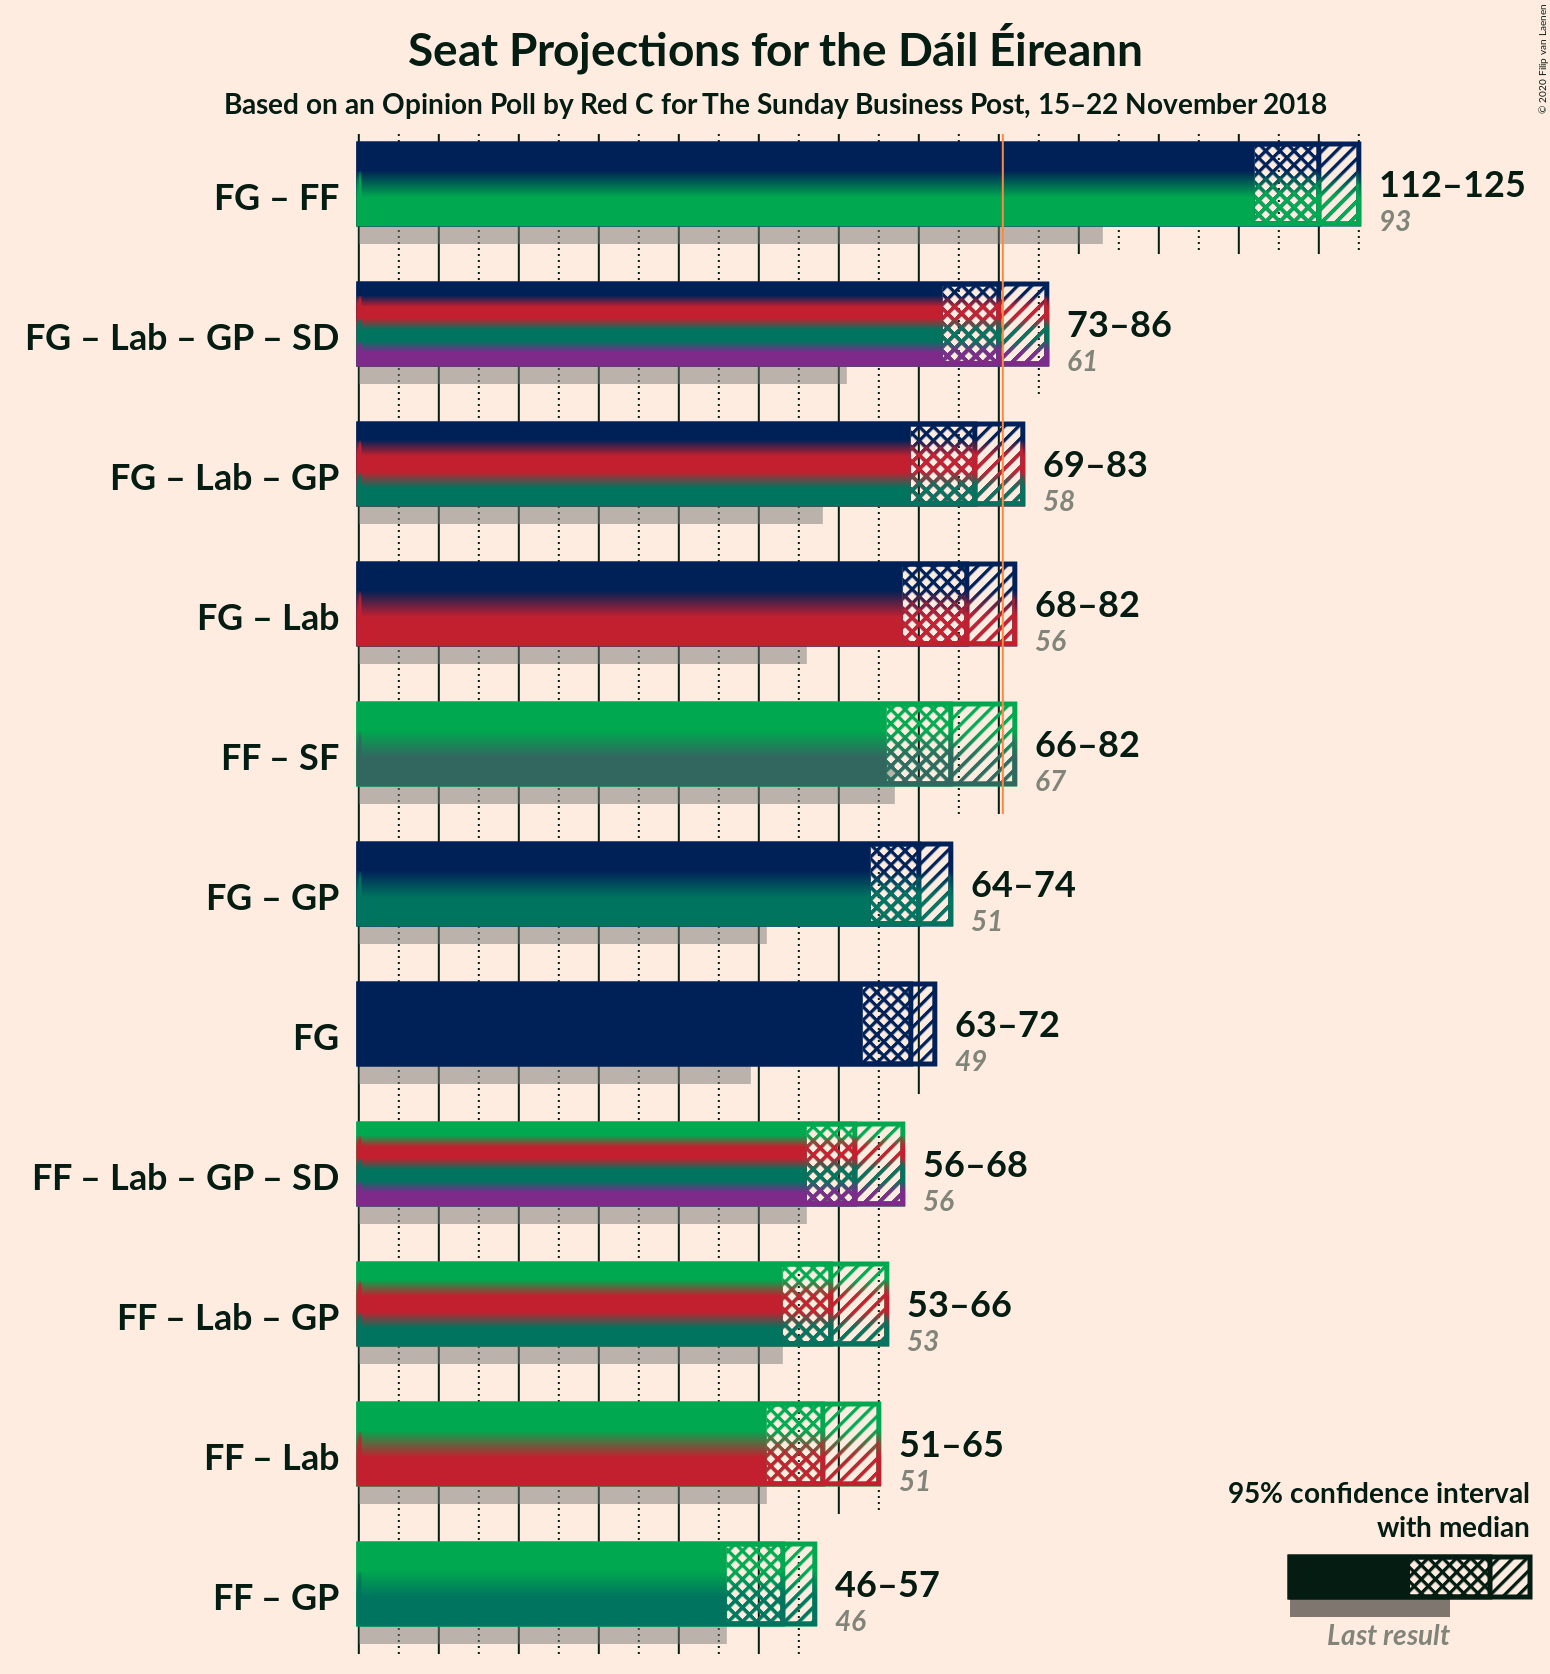 Seat Projections for the Dáil Éireann
Based on an Opinion Poll by Red C for The Sunday Business Post, 15–22 November 2018
© 2020 Filip van Laenen
FG – FF
112–125
93
FG – Lab – GP – SD
73–86
61
FG – Lab – GP
69–83
58
FG – Lab
68–82
56
FF – SF
66–82
67
FG – GP
64–74
51
FG
63–72
49
FF – Lab – GP – SD
56–68
56
FF – Lab – GP
53–66
53
FF – Lab
51–65
51
FF – GP
46–57
46
95% confidence interval
with median
Last result